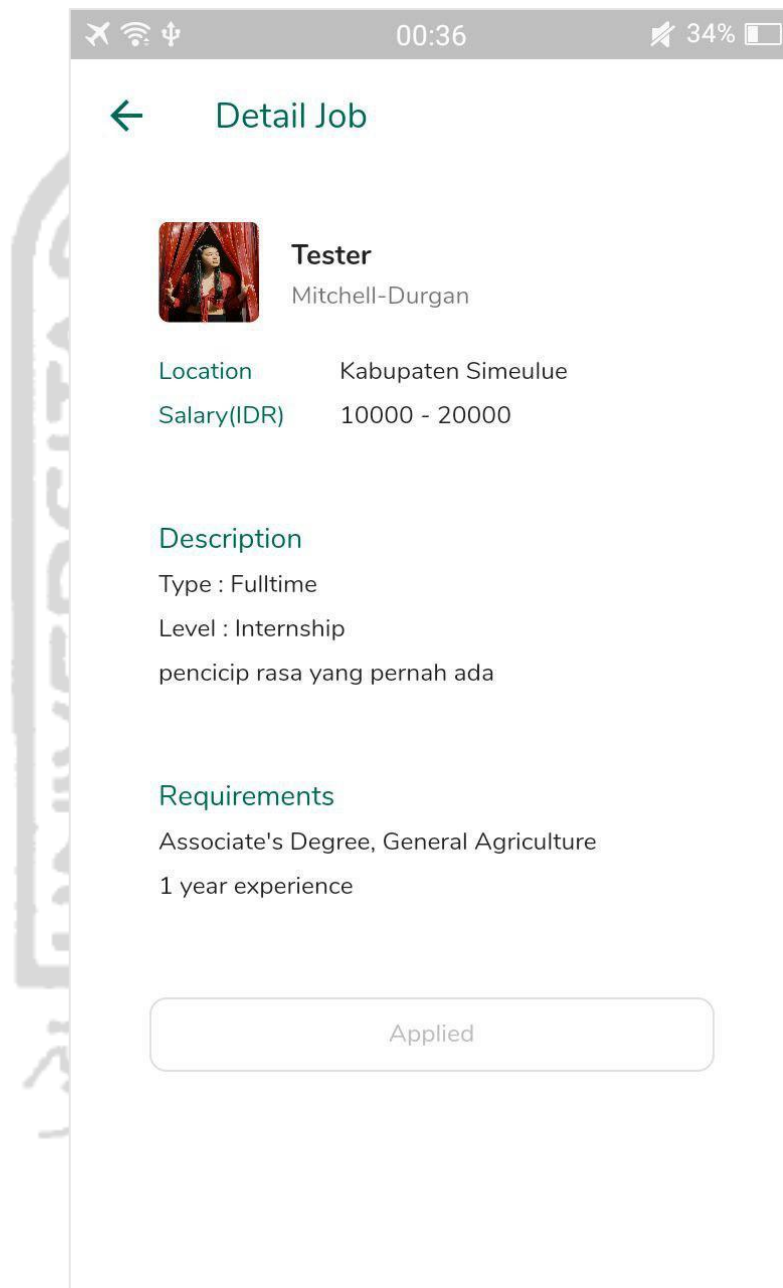 00:36 34%
Detail Job
Tester
Mitchell-Durgan
Location Kabupaten Simeulue
Salary(IDR) 10000 - 20000
Description
Type : Fulltime
Level : Internship
pencicip rasa yang pernah ada
Requirements
Associate's Degree, General Agriculture
1 year experience
Applied